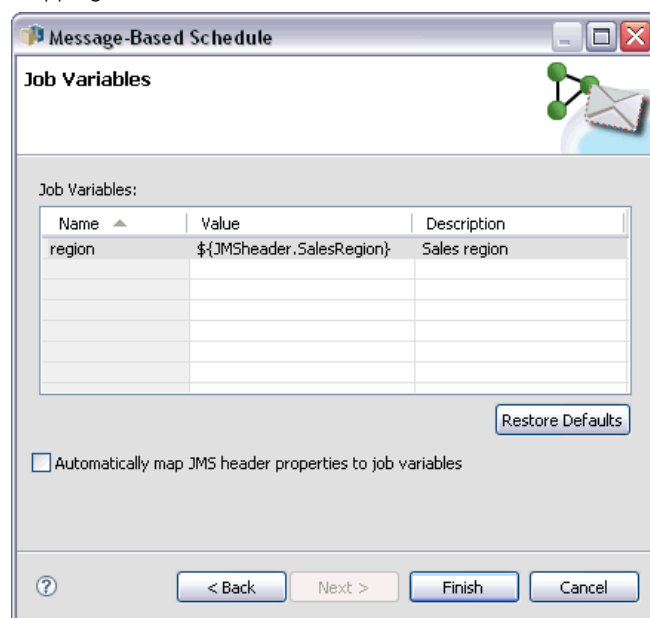 Message-Based Schedule
Job Variables
Job Variables:
Name Value Description
region ${JMSheader.SalesRegion} Sales region
Restore Defaults
Automatically map JMS header properties to job variables
? < Back Next > Finish Cancel